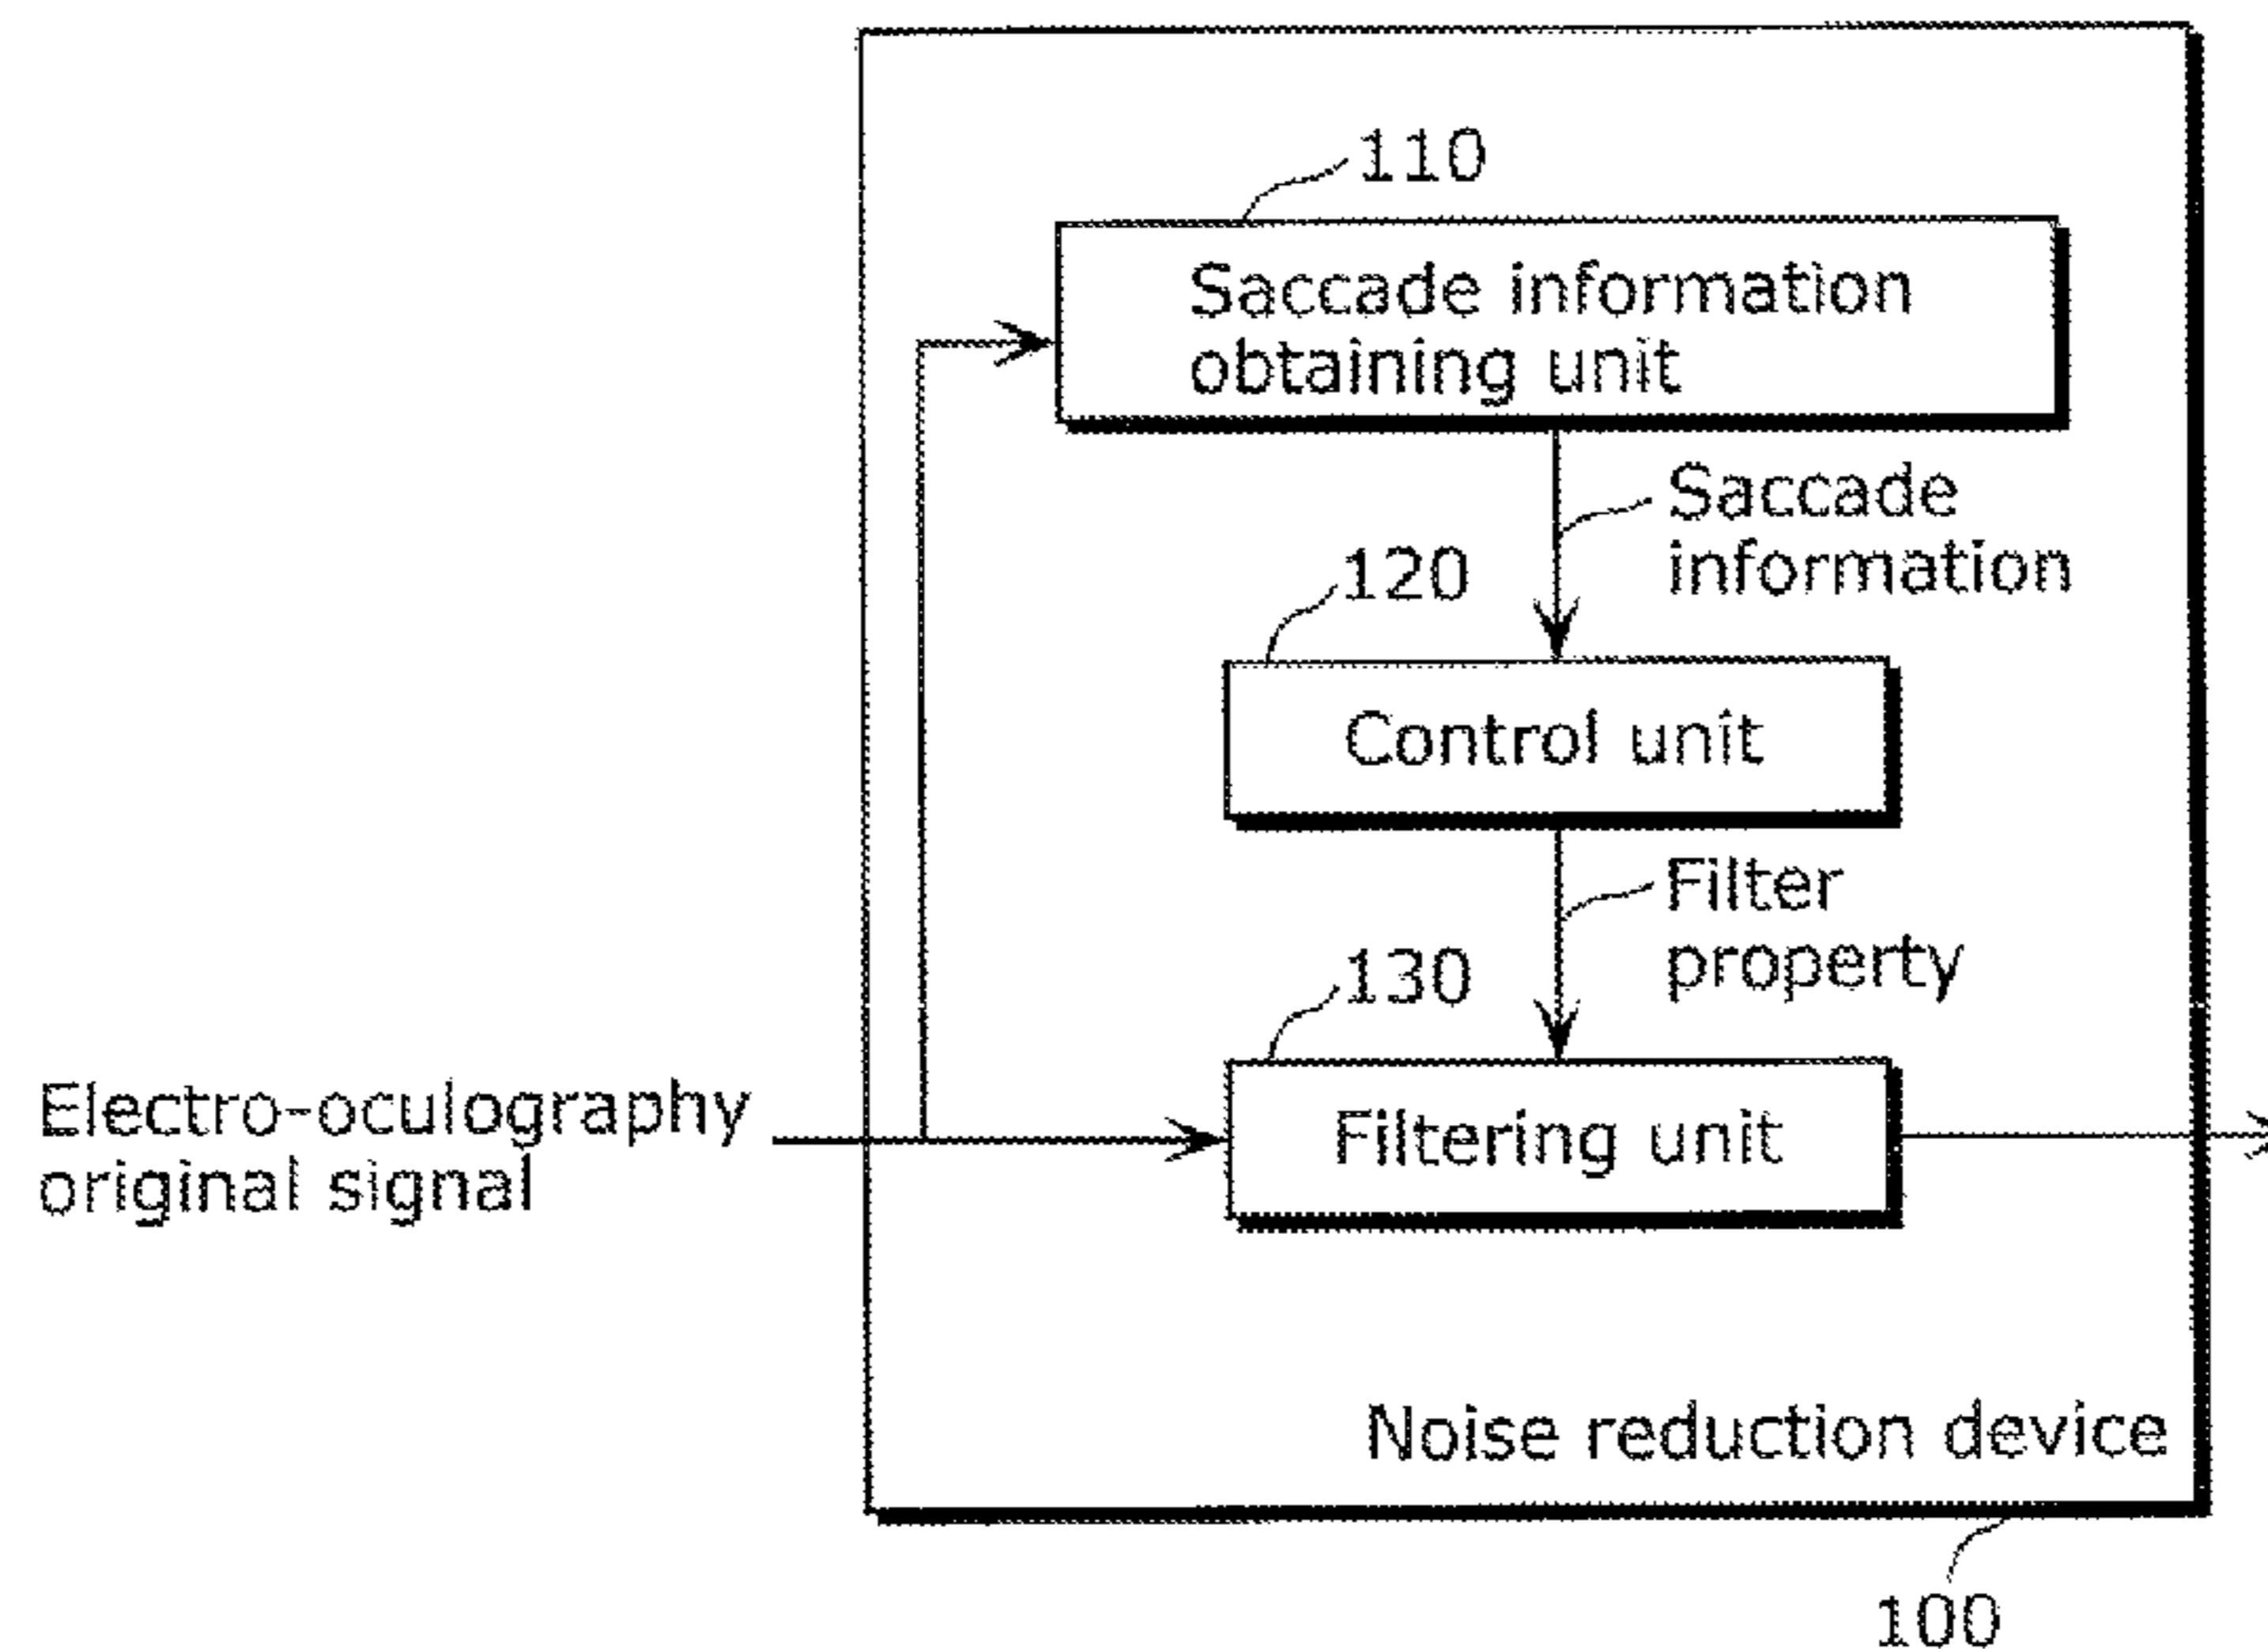 110
Saccade information
obtaining unit
Saccade
information
120
Control unit
Filter
property
130
Electro-oculography
original signal
Filtering unit
Noise reduction device
100